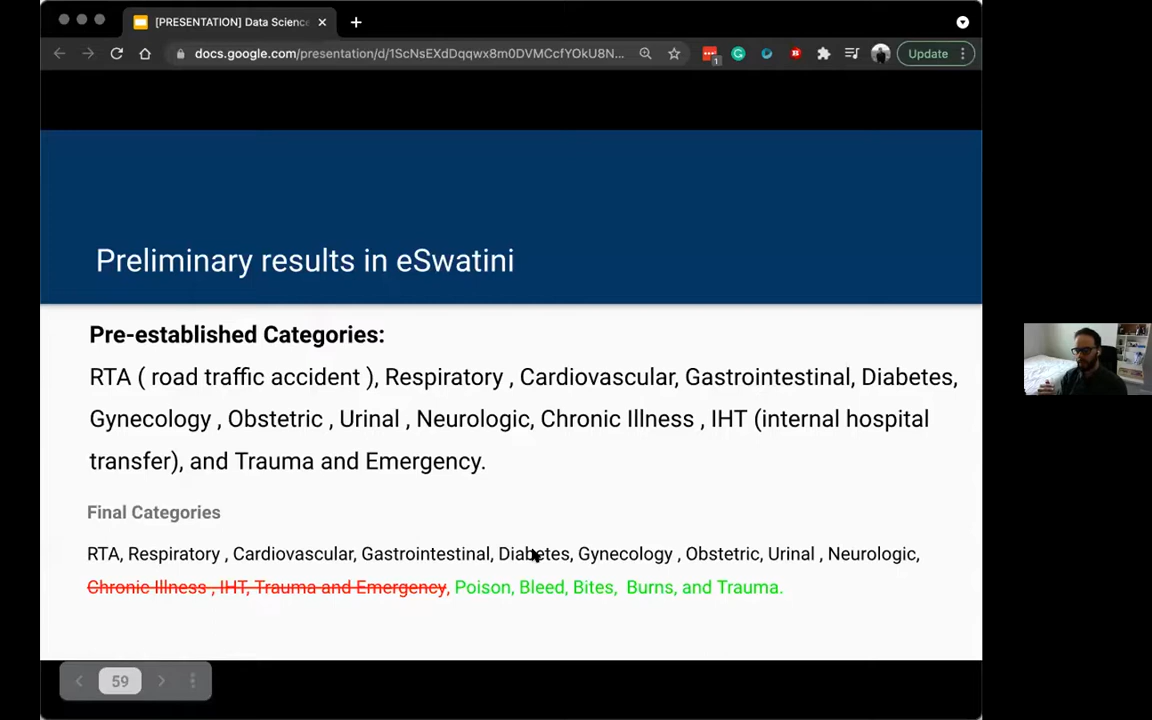 [PRESENTATION] Data Science
docs.google.com/presentation/d/1ScNsEXdDqqwx8m0DVMCcfYOkU8N...
1
Update
Preliminary results in eSwatini
Pre-established Categories:
RTA ( road traffic accident ), Respiratory , Cardiovascular, Gastrointestinal, Diabetes,
Gynecology , Obstetric , Urinal , Neurologic, Chronic Illness , IHT (internal hospital
transfer), and Trauma and Emergency.
Final Categories
RTA, Respiratory , Cardiovascular, Gastrointestinal, Diabetes, Gynecology , Obstetric, Urinal , Neurologic,
Chronic Illness , IHT, Trauma and Emergency, Poison, Bleed, Bites, Burns, and Trauma.
59